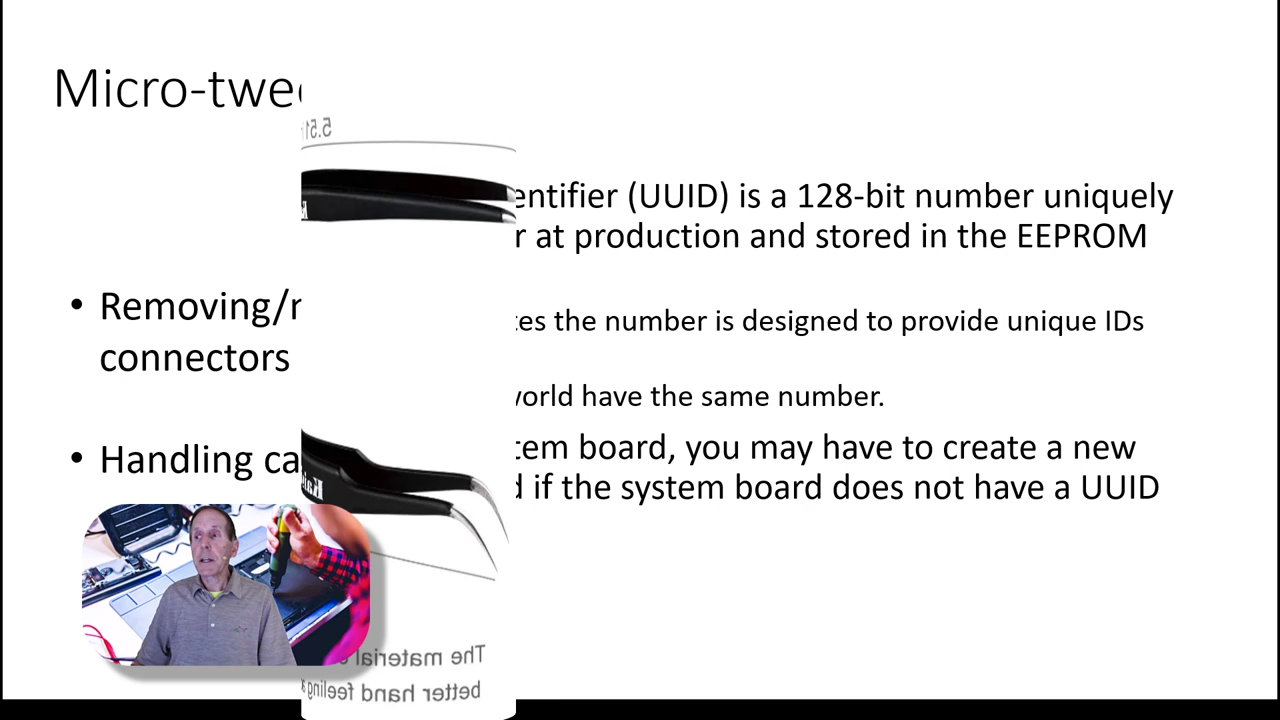 Micro-twe
5.51
entifier (UUID) is a 128-bit number uniquely
r at production and stored in the EEPROM
• Removing/r
connectors
tes the number is designed to provide unique IDs
world have the same number.
• Handling ca
tem board, you may have to create a new
d if the system board does not have a UUID
The material
better hand feeling